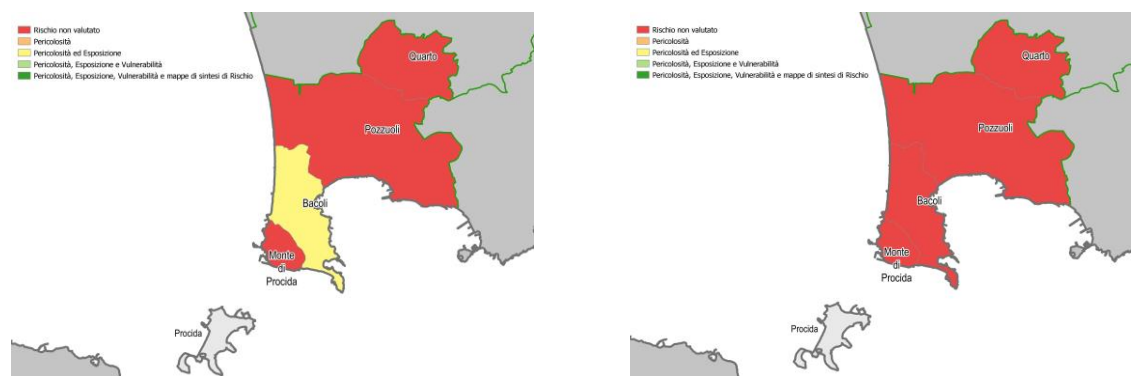 Rischio non valutato
Pericolosità
Pericolosità ed Esposizione
Pericolosità, Esposizione e Vulnerabilità
Pericolosità, Esposizione, Vulnerabilità e mappe di sintesi di Rischio
Quarto
Pozzuoli
Bacoli
Monte
di
Procida
Procida
Rischio non valutato
Pericolosità
Pericolosità ed Esposizione
Pericolosità, Esposizione e Vulnerabilità
Pericolosità, Esposizione, Vulnerabilità e mappe di sintesi di Rischio
Quarto
Pozzuoli
Bacoli
Monte
di
Procida
Procida